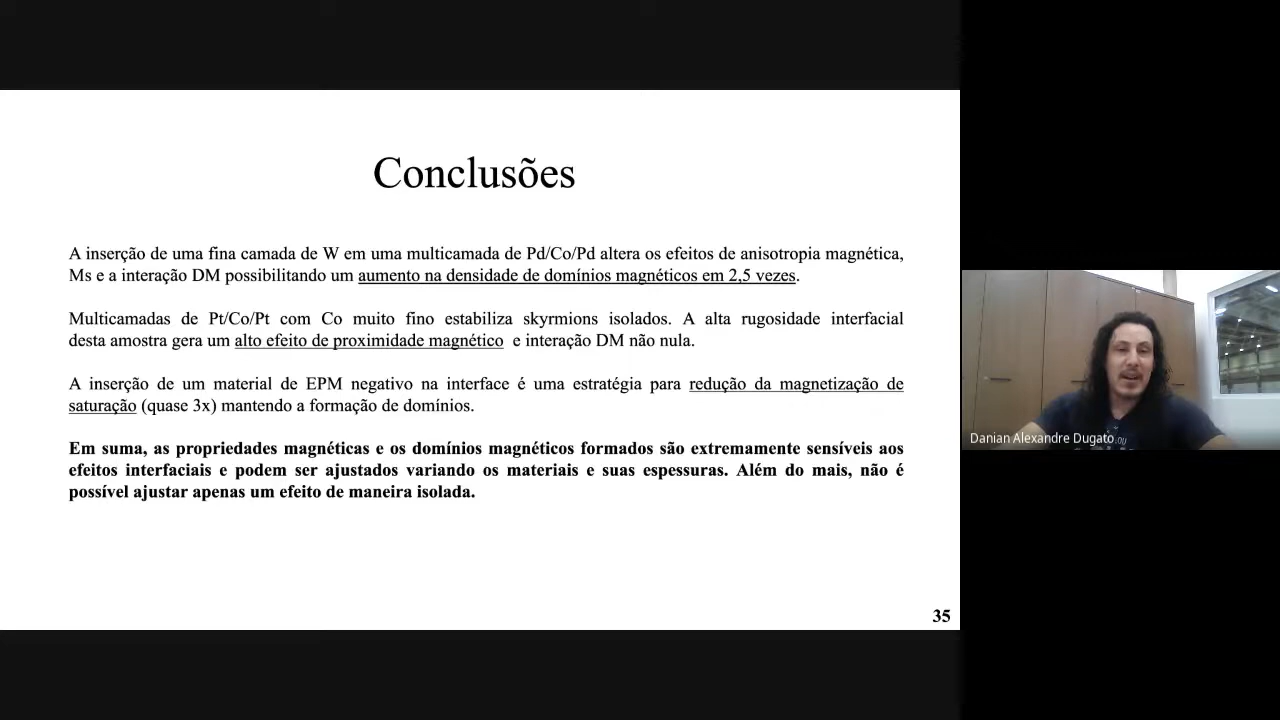 Conclusões
A inserção de uma fina camada de W em uma multicamada de Pd/Co/Pd altera os efeitos de anisotropia magnética,
Ms e a interação DM possibilitando um aumento na densidade de domínios magnéticos em 2,5 vezes.
Multicamadas de Pt/Co/Pt com Co muito fino estabiliza skyrmions isolados. A alta rugosidade interfacial
desta amostra gera um alto efeito de proximidade magnético e interação DM não nula.
A inserção de um material de EPM negativo na interface é uma estratégia para redução da magnetização de
saturação (quase 3x) mantendo a formação de domínios.
Em suma, as propriedades magnéticas e os domínios magnéticos formados são extremamente sensíveis aos
efeitos interfaciais e podem ser ajustados variando os materiais e suas espessuras. Além do mais, não é
possível ajustar apenas um efeito de maneira isolada.
35
Danian Alexandre Dugato